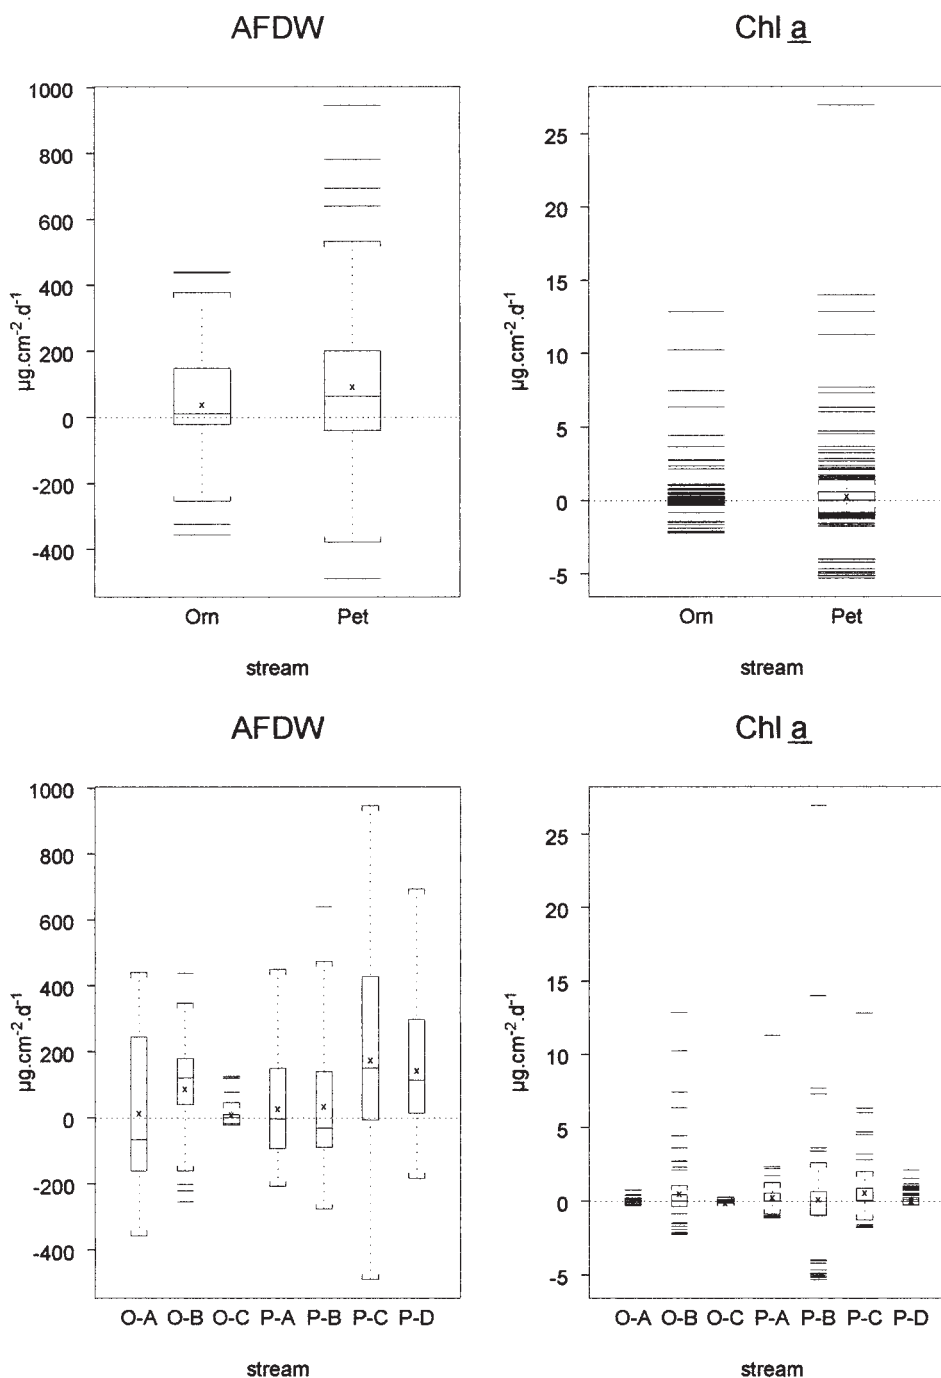 AFDW
1000
800
600
400
200
0
-200
-400
µg.cm-2.d-1
Orn
Pet
stream
Chl a
25
20
15
10
5
0
-5
µg.cm-2.d-1
Orn
Pet
stream
AFDW
1000
800
600
400
200
0
-200
-400
µg.cm-2.d-1
O-A O-B O-C P-A P-B P-C P-D
stream
Chl a
25
20
15
10
5
0
-5
µg.cm-2.d-1
O-A O-B O-C P-A P-B P-C P-D
stream